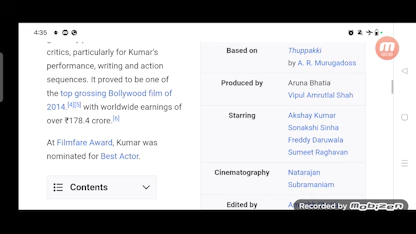 4:35
critics, particularly for Kumar's
performance, writing and action
sequences. It proved to be one of
the top grossing Bollywood film of
2014.[4][5] with worldwide earnings of
over ₹178.4 crore.[6]
At Filmfare Award, Kumar was
nominated for Best Actor.
Contents
Based on
Thuppakki
by A. R. Murugadoss
Produced by
Aruna Bhatia
Vipul Amrutlal Shah
Starring
Akshay Kumar
Sonakshi Sinha
Freddy Daruwala
Sumeet Raghavan
Cinematography
Natarajan
Subramaniam
Edited by
Recorded by Mobizen